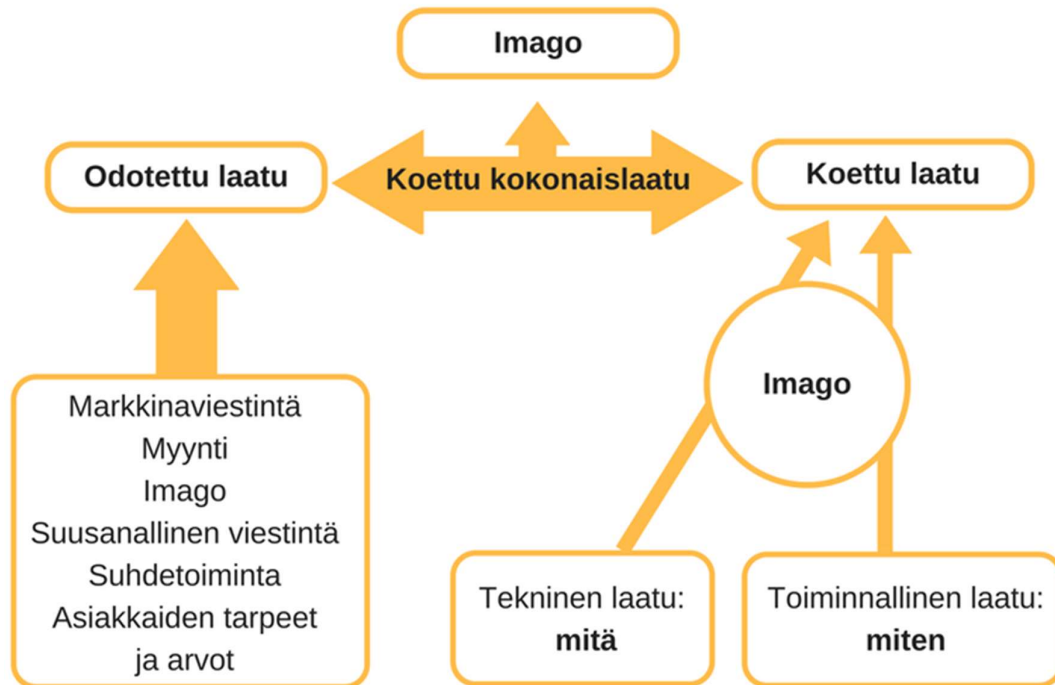 Imago
Odotettu laatu
Koettu kokonaislaatu
Koettu laatu
Markkinaviestintä
Myynti
Imago
Suusanallinen viestintä
Suhdetoiminta
Asiakkaiden tarpeet
ja arvot
Imago
Tekninen laatu:
mitä
Toiminnallinen laatu:
miten